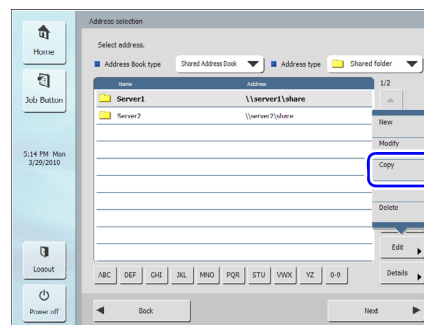 Address selection
Home
Select address.
Address Book type
Shared Address Book
Address type
Shared folder
Name
Address
1/2
Job Button
Server1
\\server1\share
Server2
\\server2\share
New
Modify
5:14 PM Mon
3/29/2010
Copy
Delete
Edit
Logout
ABC
DEF
GHI
JKL
MNO
PQR
STU
VWX
YZ
0-9
Details
Power off
Back
Next